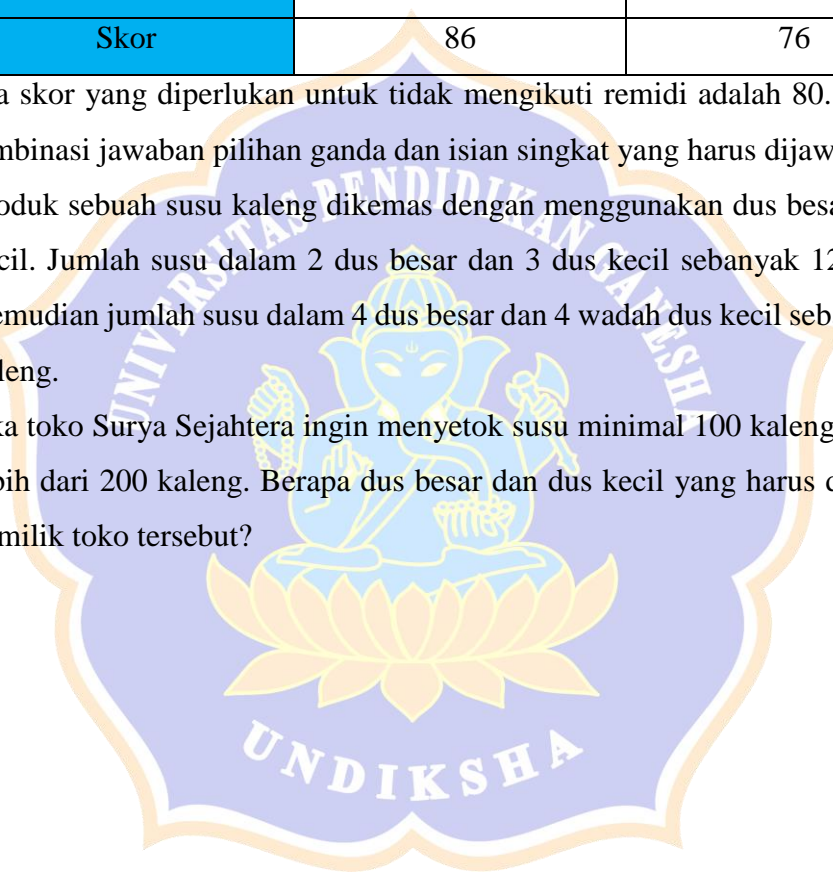 Skor 86 76
a skor yang diperlukan untuk tidak mengikuti remidi adalah 80.
mbinasi jawaban pilihan ganda dan isian singkat yang harus dijaw
oduk sebuah susu kaleng dikemas dengan menggunakan dus besa
cil. Jumlah susu dalam 2 dus besar dan 3 dus kecil sebanyak 12
emudian jumlah susu dalam 4 dus besar dan 4 wadah dus kecil seb
leng.
ka toko Surya Sejahtera ingin menyetok susu minimal 100 kaleng
bih dari 200 kaleng. Berapa dus besar dan dus kecil yang harus d
milik toko tersebut?
UNIVERSITAS PENDIDIKAN GANESHA
UNDIKSHA